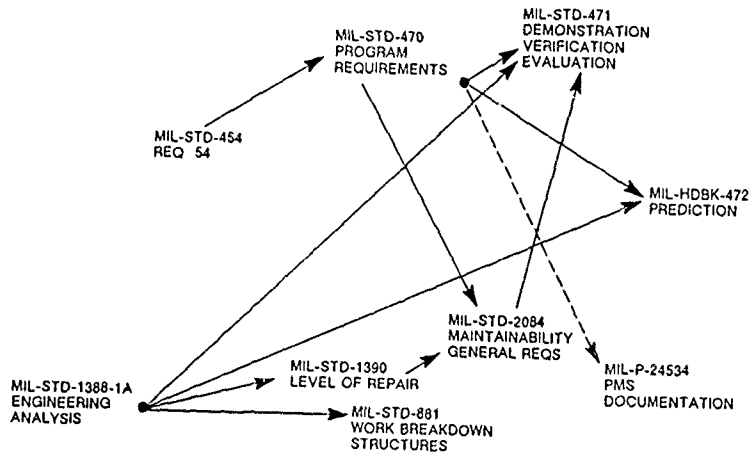 MIL-STD-471
DEMONSTRATION
VERIFICATION
EVALUATION
MIL-STD-470
PROGRAM
REQUIREMENTS
MIL-STD-454
REQ 54
MIL-HDBK-472
PREDICTION
MIL-STD-2084
MAINTAINABILITY
GENERAL REQS
MIL-STD-1390
LEVEL OF REPAIR
MIL-P-24534
PMS
DOCUMENTATION
MIL-STD-1388-1A
ENGINEERING
ANALYSIS
MIL-STD-881
WORK BREAKDOWN
STRUCTURES